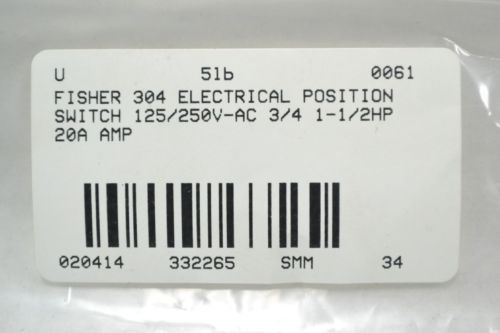 U 5lb 0061
FISHER 304 ELECTRICAL POSITION
SWITCH 125/250V-AC 3/4 1-1/2HP
20A AMP
020414 332265 SMM 34